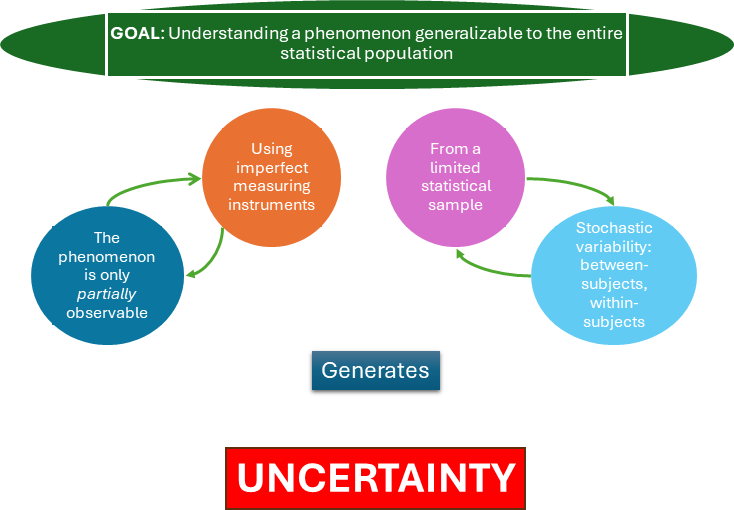 GOAL: Understanding a phenomenon generalizable to the entire
statistical population
Using
imperfect
measuring
instruments
From a
limited
statistical
sample
The
phenomenon
is only
partially
observable
Stochastic
variability:
between-
subjects,
within-
subjects
Generates
UNCERTAINTY